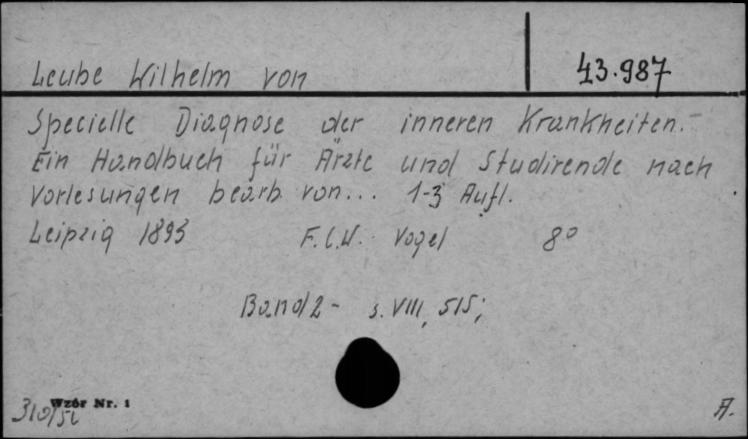 Leube Wilhelm von
43.987
Specielle Diagnose der inneren Krankheiten.-
Ein Handbuch für Ärzte und Studirende nach
Vorlesungen bearb von... 1-3 Aufl.
Leipzig 1893 F.C.W. Vogel 8°
Band 2 - s. VIII, 515;
Wzór Nr. 1
A.